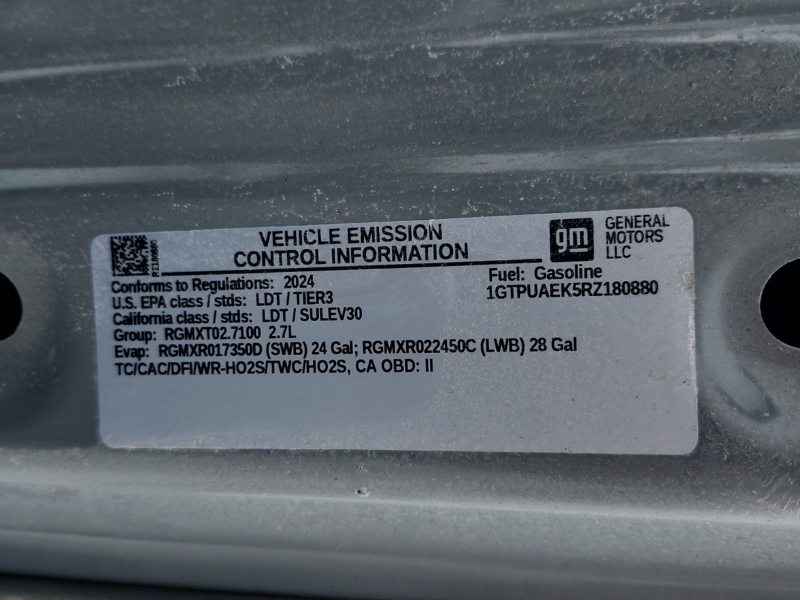 VEHICLE EMISSION
CONTROL INFORMATION
gm
GENERAL
MOTORS
LLC
Conforms to Regulations: 2024
Fuel: Gasoline
U.S. EPA class / stds: LDT / TIER3
1GTPUAEK5RZ180880
California class / stds: LDT / SULEV30
Group: RGMXT02.7100 2.7L
Evap: RGMXR017350D (SWB) 24 Gal; RGMXR022450C (LWB) 28 Gal
TC/CAC/DFI/WR-HO2S/TWC/HO2S, CA OBD: II